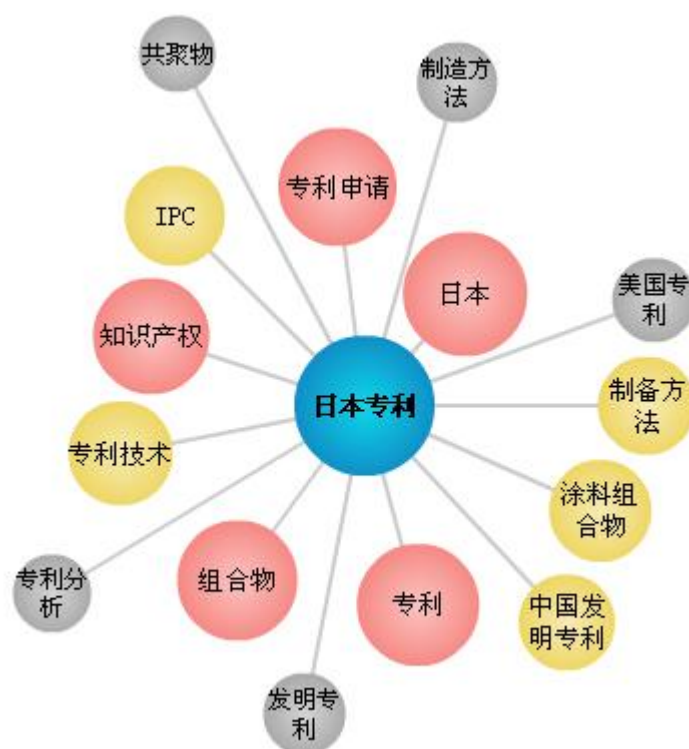 共聚物
制造方
法
专利申请
IPC
日本
美国专
利
知识产权
制备方
法
日本专利
专利技术
涂料组
合物
专利分
析
组合物
专利
中国发
明专利
发明专
利